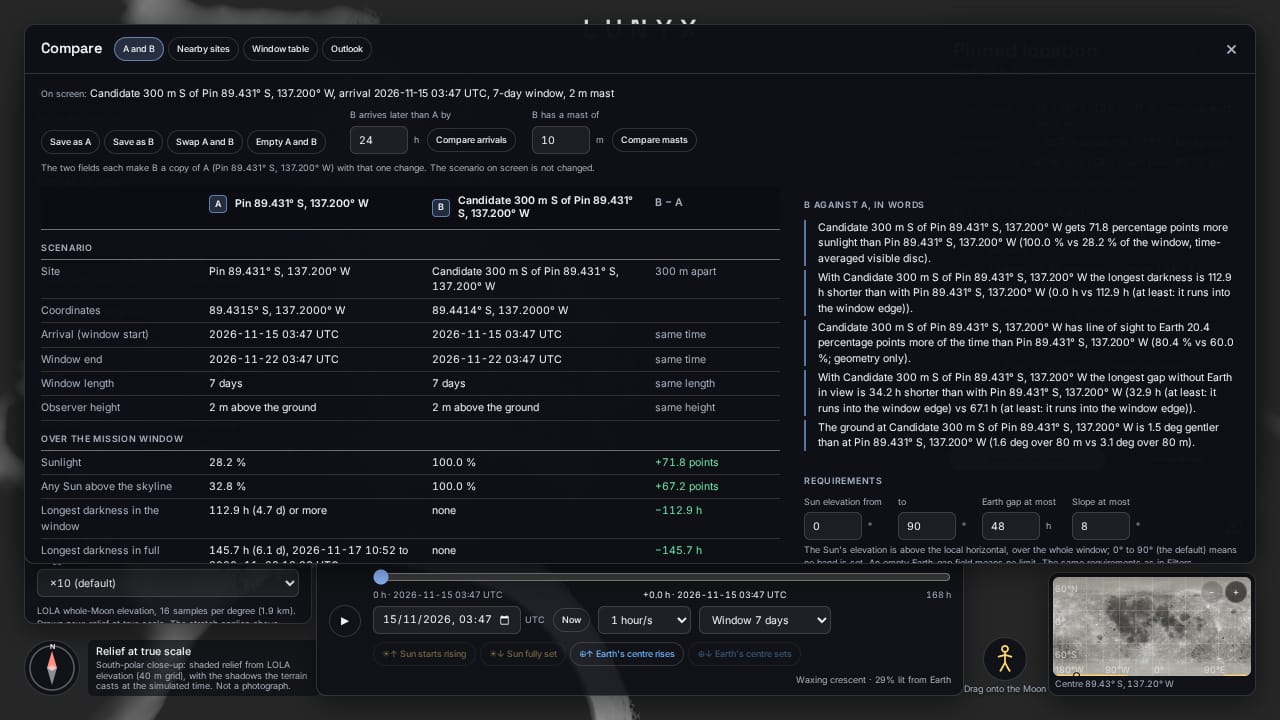 LUNYX
Compare
A and B
Nearby sites
Window table
Outlook
✕
On screen: Candidate 300 m S of Pin 89.431° S, 137.200° W, arrival 2026-11-15 03:47 UTC, 7-day window, 2 m mast
B arrives later than A by
B has a mast of
Save as A
Save as B
Swap A and B
Empty A and B
24 h
Compare arrivals
10 m
Compare masts
The two fields each make B a copy of A (Pin 89.431° S, 137.200° W) with that one change. The scenario on screen is not changed.
A Pin 89.431° S, 137.200° W
B Candidate 300 m S of Pin 89.431° S, 137.200° W
B − A
SCENARIO
Site Pin 89.431° S, 137.200° W Candidate 300 m S of Pin 89.431° S, 300 m apart
137.200° W
Coordinates 89.4315° S, 137.2000° W 89.4414° S, 137.2000° W
Arrival (window start) 2026-11-15 03:47 UTC 2026-11-15 03:47 UTC same time
Window end 2026-11-22 03:47 UTC 2026-11-22 03:47 UTC same time
Window length 7 days 7 days same length
Observer height 2 m above the ground 2 m above the ground same height
OVER THE MISSION WINDOW
Sunlight 28.2 % 100.0 % +71.8 points
Any Sun above the skyline 32.8 % 100.0 % +67.2 points
Longest darkness in the 112.9 h (4.7 d) or more none −112.9 h
window
Longest darkness in full 145.7 h (6.1 d), 2026-11-17 10:52 to none −145.7 h
B AGAINST A, IN WORDS
Candidate 300 m S of Pin 89.431° S, 137.200° W gets 71.8 percentage points more
sunlight than Pin 89.431° S, 137.200° W (100.0 % vs 28.2 % of the window, time-
averaged visible disc).
With Candidate 300 m S of Pin 89.431° S, 137.200° W the longest darkness is 112.9
h shorter than with Pin 89.431° S, 137.200° W (0.0 h vs 112.9 h (at least: it runs into
the window edge)).
Candidate 300 m S of Pin 89.431° S, 137.200° W has line of sight to Earth 20.4
percentage points more of the time than Pin 89.431° S, 137.200° W (80.4 % vs 60.0
%; geometry only).
With Candidate 300 m S of Pin 89.431° S, 137.200° W the longest gap without Earth
in view is 34.2 h shorter than with Pin 89.431° S, 137.200° W (32.9 h (at least: it
runs into the window edge) vs 67.1 h (at least: it runs into the window edge)).
The ground at Candidate 300 m S of Pin 89.431° S, 137.200° W is 1.5 deg gentler
than at Pin 89.431° S, 137.200° W (1.6 deg over 80 m vs 3.1 deg over 80 m).
REQUIREMENTS
Sun elevation from to Earth gap at most Slope at most
0 ° 90 ° 48 h 8 °
The Sun's elevation is above the local horizontal, over the whole window; 0° to 90° (the default) means
×10 (default)
LOLA whole-Moon elevation, 16 samples per degree (1.9 km).
N
Relief at true scale
South-polar close-up: shaded relief from LOLA
elevation (40 m grid), with the shadows the terrain
casts at the simulated time. Not a photograph.
0 h · 2026-11-15 03:47 UTC
+0.0 h · 2026-11-15 03:47 UTC
168 h
▶
15/11/2026, 03:47 UTC
Now
1 hour/s
Window 7 days
☀↑ Sun starts rising
☀↓ Sun fully set
⊕↑ Earth's centre rises
⊕↓ Earth's centre sets
Waxing crescent · 29% lit from Earth
Drag onto the Moon
60°N
0°
60°S
180°W 90°W 0° 90°E
−
+
Centre 89.43° S, 137.20° W